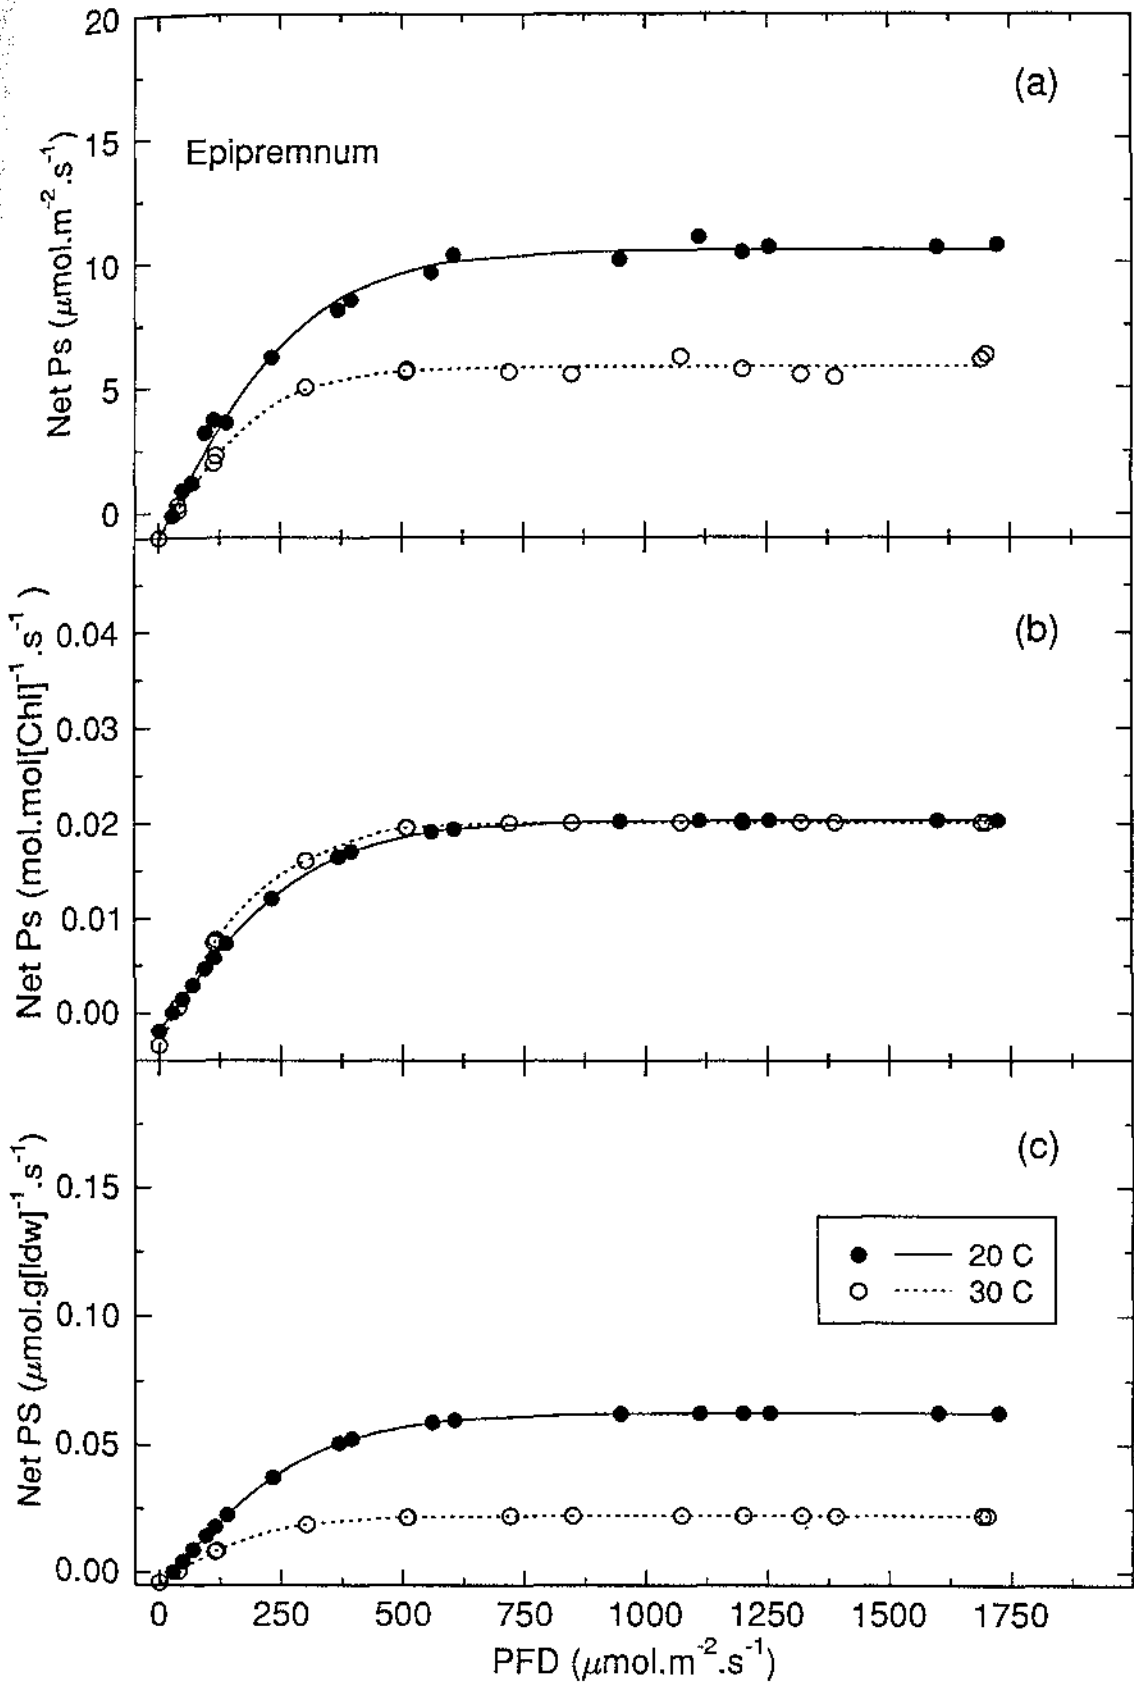 20
(a)
15
Epipremnum
10
5
0
Net Ps (μmol.m⁻².s⁻¹)
(b)
0.04
0.03
0.02
0.01
0.00
Net Ps (mol.mol[Chl]⁻¹.s⁻¹)
(c)
0.15
20 C
30 C
0.10
0.05
0.00
Net PS (μmol.g[ldw]⁻¹.s⁻¹)
0 250 500 750 1000 1250 1500 1750
PFD (μmol.m⁻².s⁻¹)